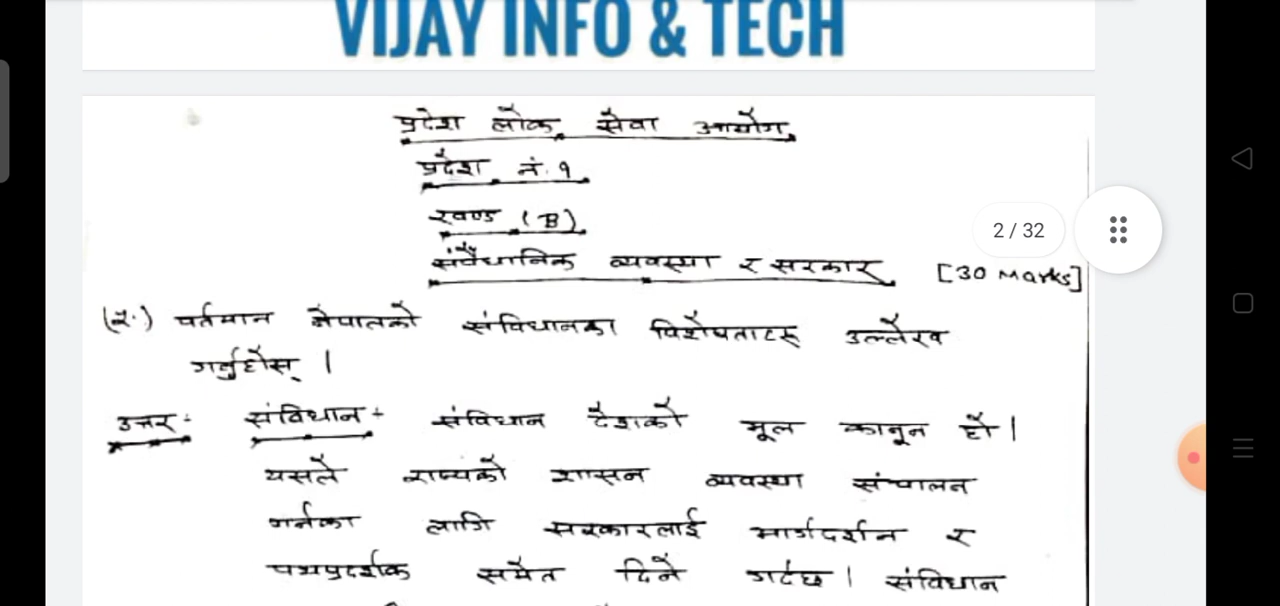 VIJAY INFO & TECH
प्रदेश लोक सेवा आयोग
प्रदेश नं. १
खण्ड (B)
संवैधानिक व्यवस्था र सरकार [30 Marks]
2 / 32
(१.) वर्तमान नेपालको संविधानका विशेषताहरू उल्लेख
गर्नुहोस् ।
उत्तर: संविधान ÷ संविधान देशको मूल कानून हो ।
यसले राज्यको शासन व्यवस्था संचालन
गर्नका लागि सरकारलाई मार्गदर्शन र
पथप्रदर्शक समेत दिने गर्दछ । संविधान